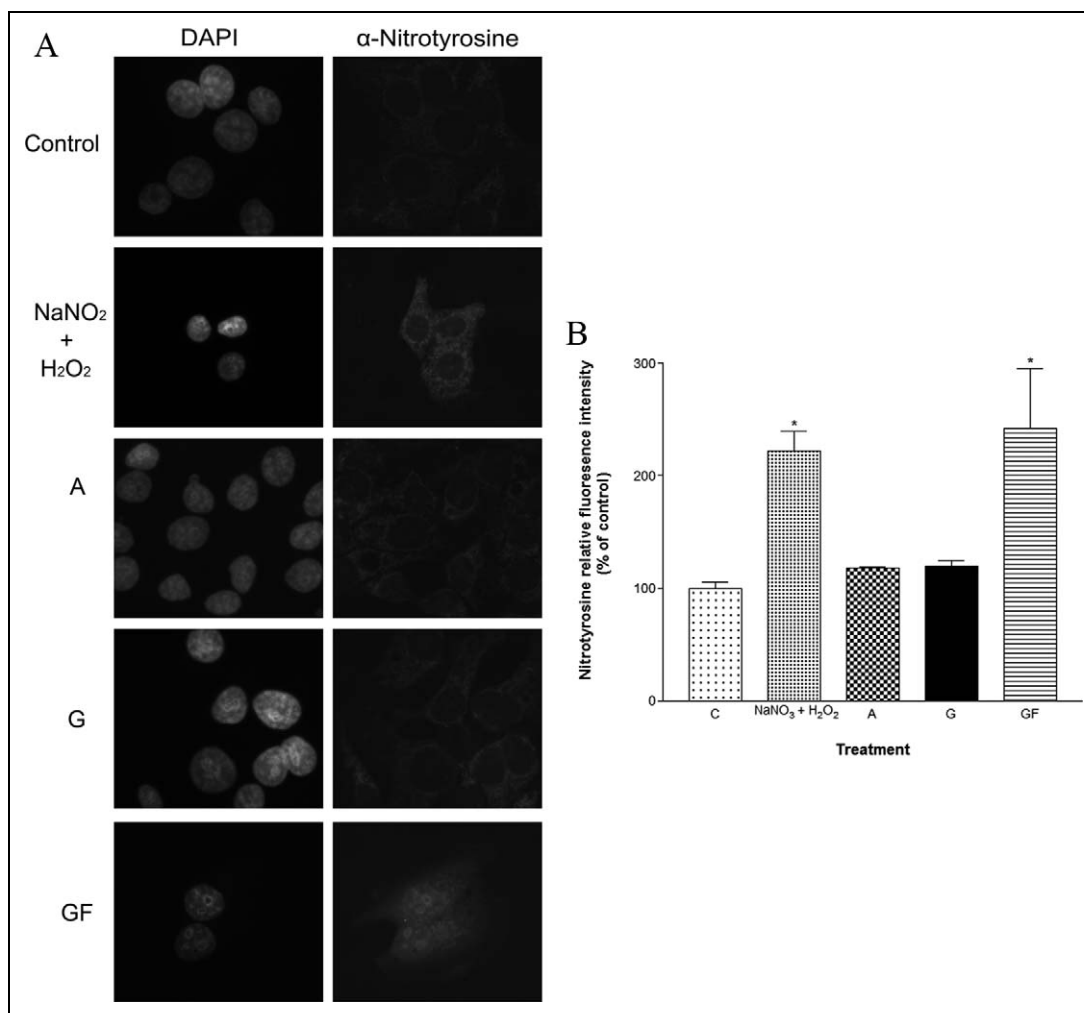 A
DAPI
α-Nitrotyrosine
Control
NaNO₂
+
H₂O₂
A
G
GF
B
Nitrotyrosine relative fluoresence intensity
(% of control)
300
200
100
0
*
*
C
NaNO₃ + H₂O₂
A
G
GF
Treatment